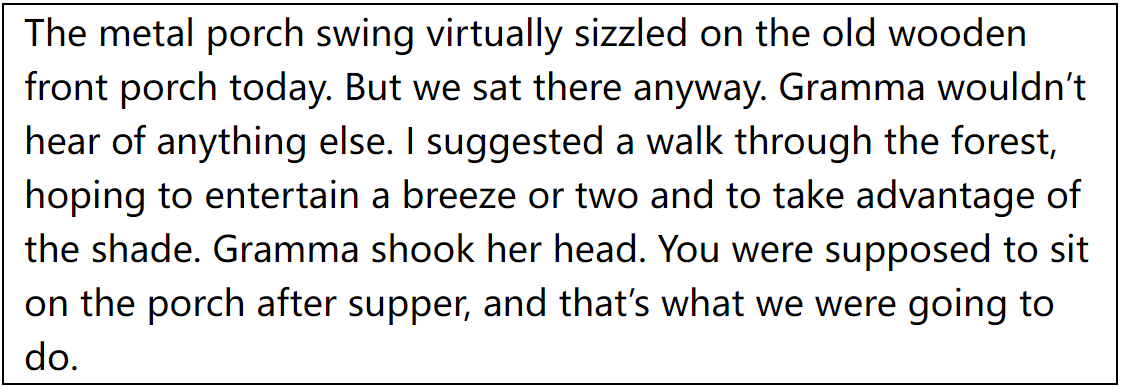 The metal porch swing virtually sizzled on the old wooden
front porch today. But we sat there anyway. Gramma wouldn’t
hear of anything else. I suggested a walk through the forest,
hoping to entertain a breeze or two and to take advantage of
the shade. Gramma shook her head. You were supposed to sit
on the porch after supper, and that’s what we were going to
do.